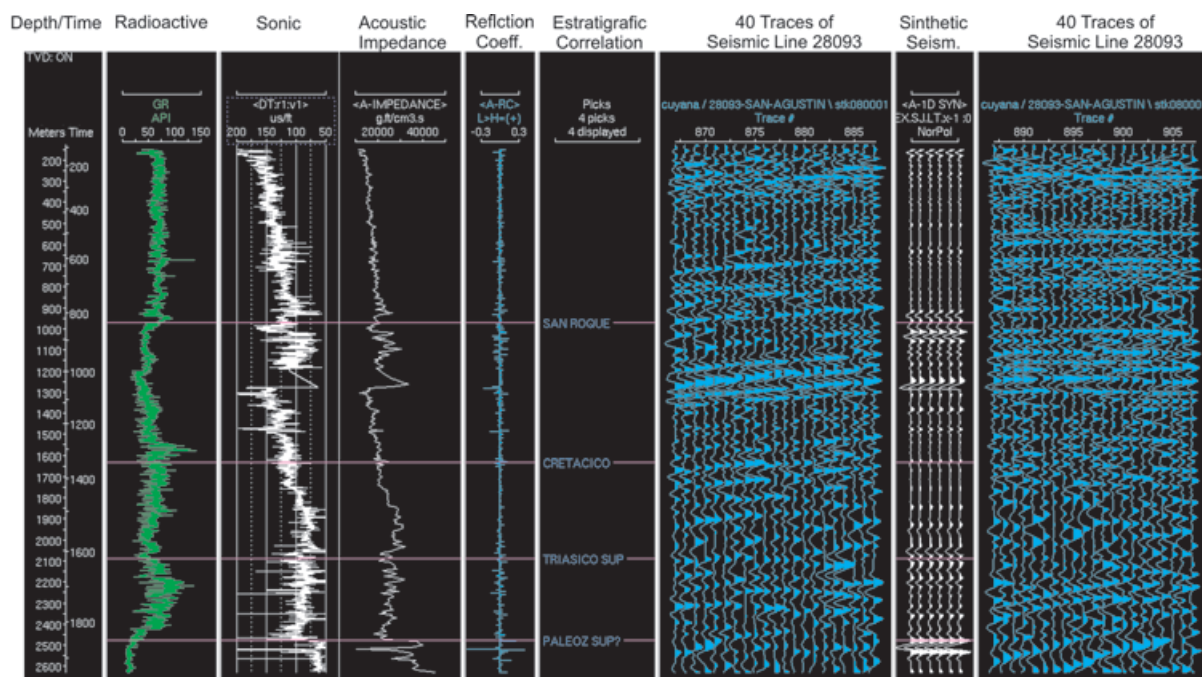 Depth/Time
Radioactive
Sonic
Acoustic
Impedance
Reflction
Coeff.
Estratigrafic
Correlation
40 Traces of
Seismic Line 28093
Sinthetic
Seism.
40 Traces of
Seismic Line 28093
TVD: ON
GR
API
<DT:r1:v1>
us/ft
<A-IMPEDANCE>
g.ft/cm3.s
<A-RC>
L>H=(+)
Picks
4 picks
4 displayed
cuyana / 28093-SAN-AGUSTIN \ stk080001
Trace #
<A-1D SYN>
EX.SJ.LT.x-1 :0
NorPol
cuyana / 28093-SAN-AGUSTIN \ stk08000
Trace #
Meters Time
0 50 100 150
200 150 100 50
20000 40000
-0.3 0.3
870 875 880 885
890 895 900 905
200
200
300
400
400
500
600
600
700
800
900
800
1000
1100
1200
1000
1300
1400
1200
1500
1600
1400
1700
1800
1900
2000
1600
2100
2200
2300
1800
2400
2500
2600
SAN ROQUE
CRETACICO
TRIASICO SUP
PALEOZ SUP?